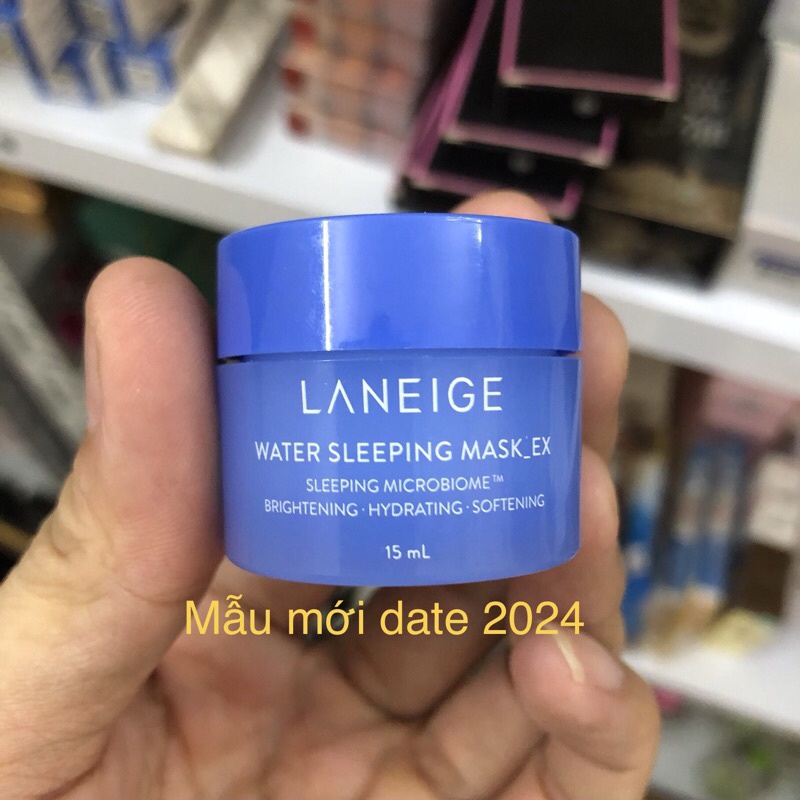 LANEIGE
WATER SLEEPING MASK_EX
SLEEPING MICROBIOME™
BRIGHTENING · HYDRATING · SOFTENING
15 mL
Mẫu mới date 2024